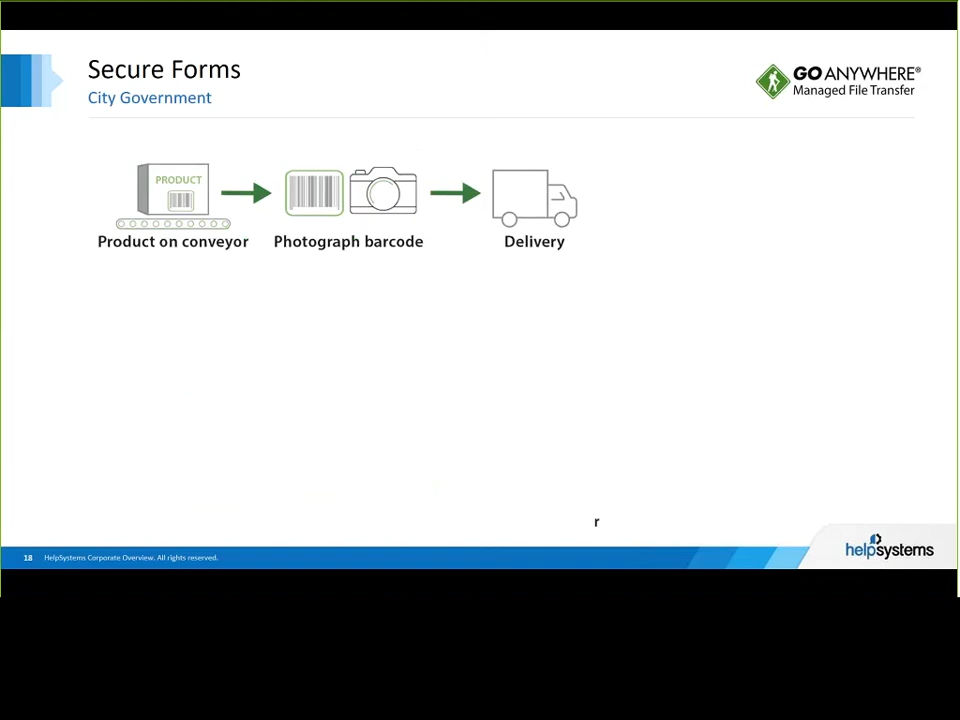 Secure Forms
City Government
GO ANYWHERE®
Managed File Transfer
PRODUCT
Product on conveyor
Photograph barcode
Delivery
r
18 HelpSystems Corporate Overview. All rights reserved.
helpsystems